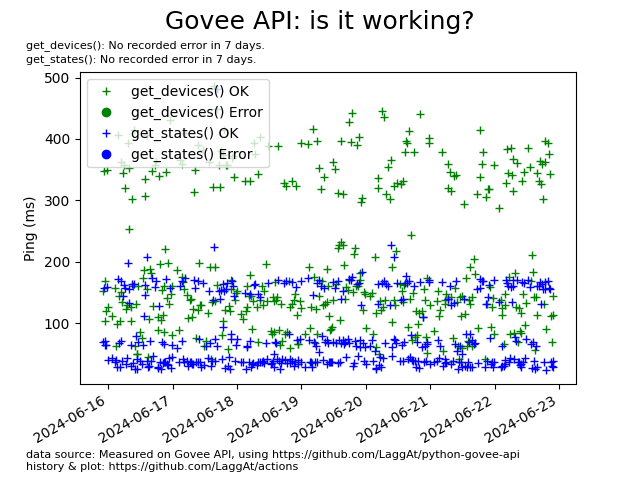 Govee API: is it working?
get_devices(): No recorded error in 7 days.
get_states(): No recorded error in 7 days.
500
400
300
200
100
Ping (ms)
get_devices() OK
get_devices() Error
get_states() OK
get_states() Error
2024-06-16
2024-06-17
2024-06-18
2024-06-19
2024-06-20
2024-06-21
2024-06-22
2024-06-23
data source: Measured on Govee API, using https://github.com/LaggAt/python-govee-api
history & plot: https://github.com/LaggAt/actions